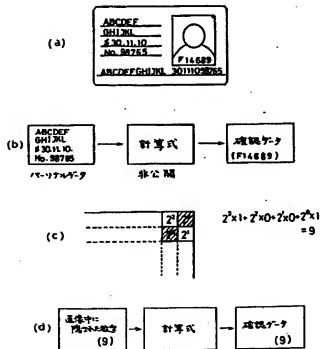 (a)
ABCDEF
GHIJKL
S30.11.10
No. 98765
F14689
ABCDEFGHIJKL 30111098765
(b)
ABCDEF
GHIJKL
S30.11.10.
No. 98765
計算式
確認データ
(F14689)
パーソナルデータ
非公開
(c)
2²
2¹
2³×1+2²×0+2¹×0+2⁰×1
=9
(d)
画像中に
隠された数字
(9)
計算式
確認データ
(9)